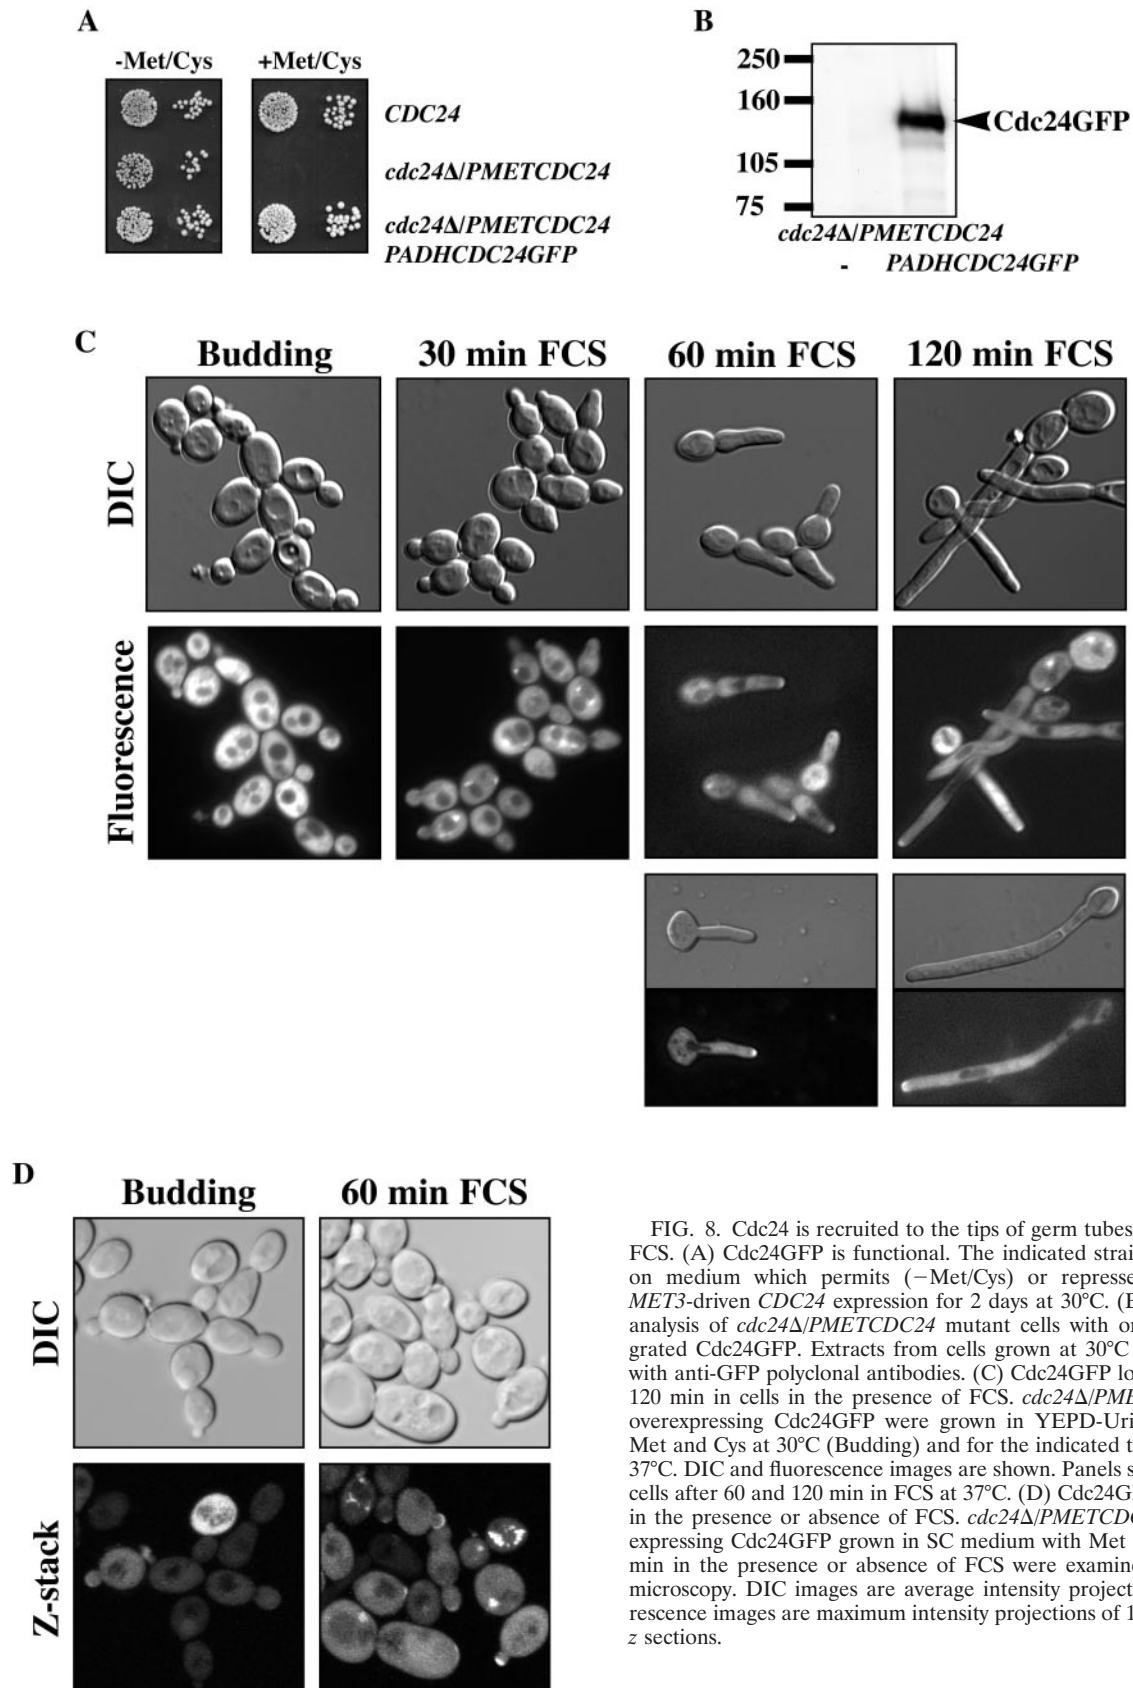 A
-Met/Cys +Met/Cys
CDC24
cdc24Δ/PMETCDC24
cdc24Δ/PMETCDC24
PADHCDC24GFP
B
250
160
105
75
Cdc24GFP
cdc24Δ/PMETCDC24
- PADHCDC24GFP
C
Budding 30 min FCS 60 min FCS 120 min FCS
DIC
Fluorescence
D
Budding 60 min FCS
DIC
Z-stack
FIG. 8. Cdc24 is recruited to the tips of germ tubes
FCS. (A) Cdc24GFP is functional. The indicated strai
on medium which permits (−Met/Cys) or represse
MET3-driven CDC24 expression for 2 days at 30°C. (B
analysis of cdc24Δ/PMETCDC24 mutant cells with or
grated Cdc24GFP. Extracts from cells grown at 30°C
with anti-GFP polyclonal antibodies. (C) Cdc24GFP lo
120 min in cells in the presence of FCS. cdc24Δ/PME
overexpressing Cdc24GFP were grown in YEPD-Uri
Met and Cys at 30°C (Budding) and for the indicated t
37°C. DIC and fluorescence images are shown. Panels s
cells after 60 and 120 min in FCS at 37°C. (D) Cdc24G
in the presence or absence of FCS. cdc24Δ/PMETCD
expressing Cdc24GFP grown in SC medium with Met
min in the presence or absence of FCS were examine
microscopy. DIC images are average intensity project
rescence images are maximum intensity projections of 1
z sections.